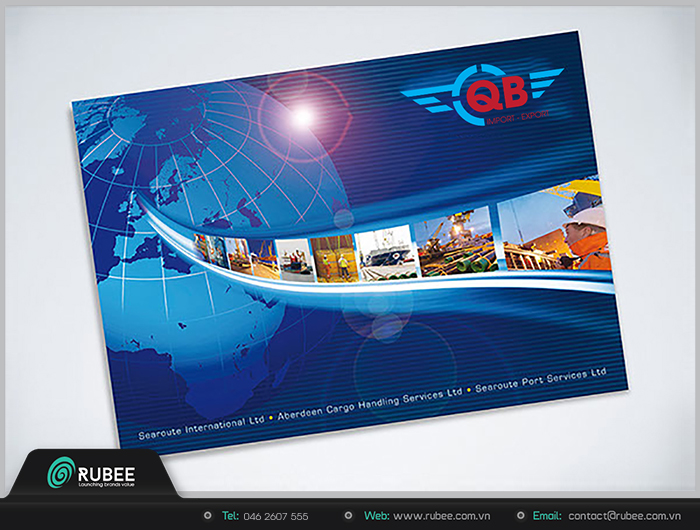 QB
IMPORT - EXPORT
Searoute International Ltd • Aberdeen Cargo Handling Services Ltd • Searoute Port Services Ltd
RUBEE
Launching brands value
Tel: 046 2607 555
Web: www.rubee.com.vn
Email: contact@rubee.com.vn